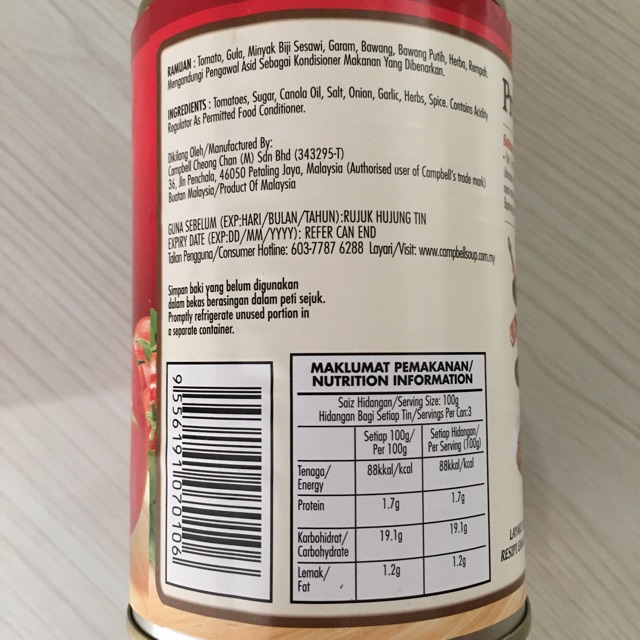 RAMUAN : Tomato, Gula, Minyak Biji Sesawi, Garam, Bawang, Bawang Putih, Herba, Rempah.
Mengandungi Pengawal Asid Sebagai Kondisioner Makanan Yang Dibenarkan.
INGREDIENTS : Tomatoes, Sugar, Canola Oil, Salt, Onion, Garlic, Herbs, Spice. Contains Acidity
Regulator As Permitted Food Conditioner.
Dikilang Oleh/Manufactured By:
Campbell Cheong Chan (M) Sdn Bhd (343295-T)
36, Jln Penchala, 46050 Petaling Jaya, Malaysia (Authorised user of Campbell's trade mark)
Buatan Malaysia/Product Of Malaysia
GUNA SEBELUM (EXP:HARI/BULAN/TAHUN):RUJUK HUJUNG TIN
EXPIRY DATE (EXP:DD/MM/YYYY): REFER CAN END
Talian Pengguna/Consumer Hotline: 603-7787 6288 Layari/Visit: www.campbellsoup.com.my
Simpan baki yang belum digunakan
dalam bekas berasingan dalam peti sejuk.
Promptly refrigerate unused portion in
a separate container.
9556191070106
MAKLUMAT PEMAKANAN/
NUTRITION INFORMATION
Saiz Hidangan/Serving Size: 100g
Hidangan Bagi Setiap Tin/Servings Per Can:3
Setiap 100g/ Setiap Hidangan/
Per 100g Per Serving (100g)
Tenaga/ 88kkal/kcal 88kkal/kcal
Energy
Protein 1.7g 1.7g
Karbohidrat/ 19.1g 19.1g
Carbohydrate
Lemak/ 1.2g 1.2g
Fat